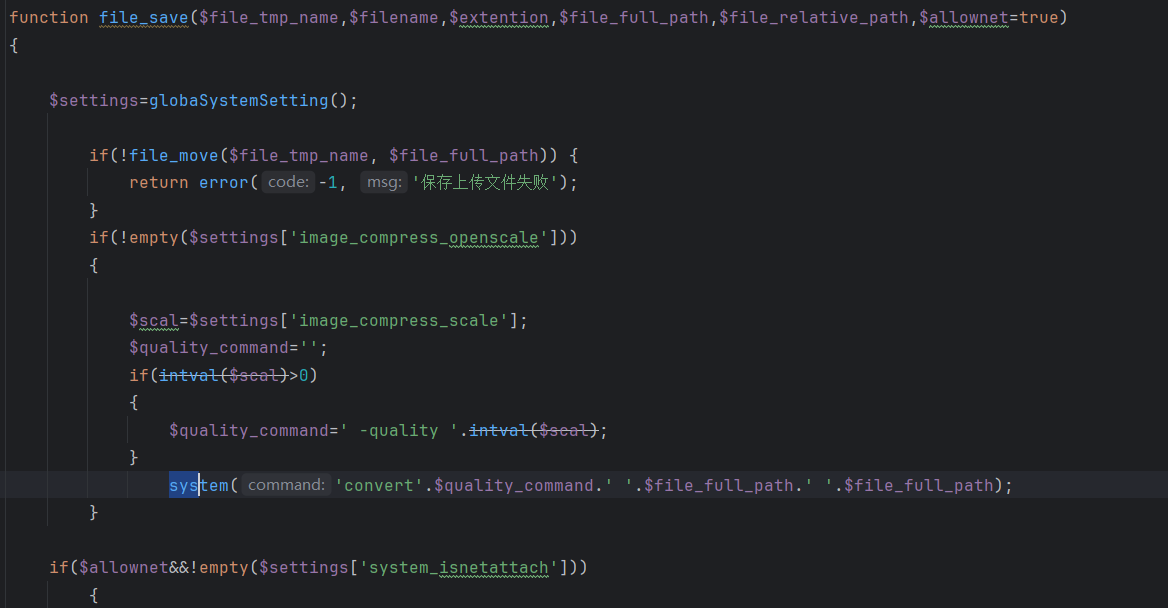 function file_save($file_tmp_name,$filename,$extention,$file_full_path,$file_relative_path,$allownet=true)
{
$settings=globaSystemSetting();
if(!file_move($file_tmp_name, $file_full_path)) {
return error( code: -1, msg: '保存上传文件失败');
}
if(!empty($settings['image_compress_openscale']))
{
$scal=$settings['image_compress_scale'];
$quality_command='';
if(intval($scal)>0)
{
$quality_command=' -quality '.intval($scal);
}
system( command: 'convert'.$quality_command.' '.$file_full_path.' '.$file_full_path);
}
if($allownet&&!empty($settings['system_isnetattach']))
{